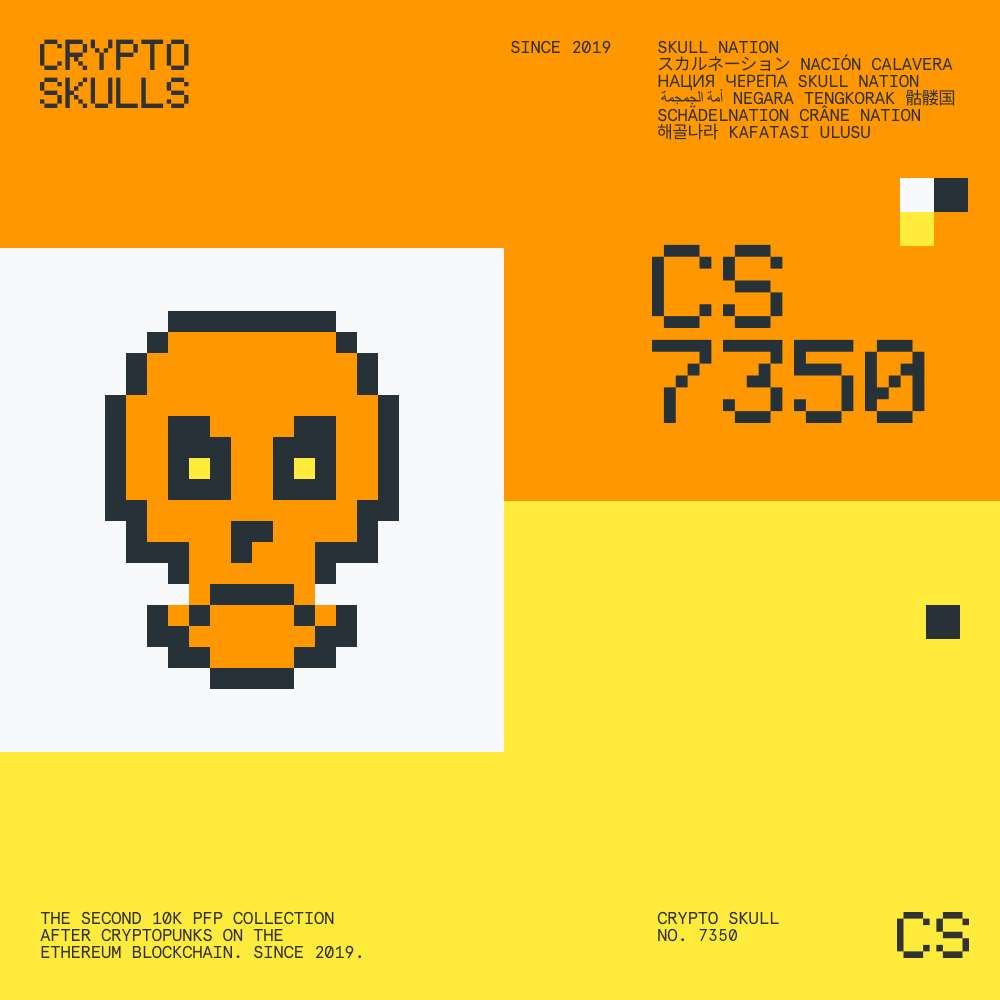 CRYPTO
SKULLS
SINCE 2019
SKULL NATION
スカルネーション NACIÓN CALAVERA
НАЦИЯ ЧЕРЕПА SKULL NATION
أمة الجمجمة NEGARA TENGKORAK 骷髅国
SCHÄDELNATION CRÂNE NATION
해골나라 KAFATASI ULUSU
CS
7350
THE SECOND 10K PFP COLLECTION
AFTER CRYPTOPUNKS ON THE
ETHEREUM BLOCKCHAIN. SINCE 2019.
CRYPTO SKULL
NO. 7350
CS